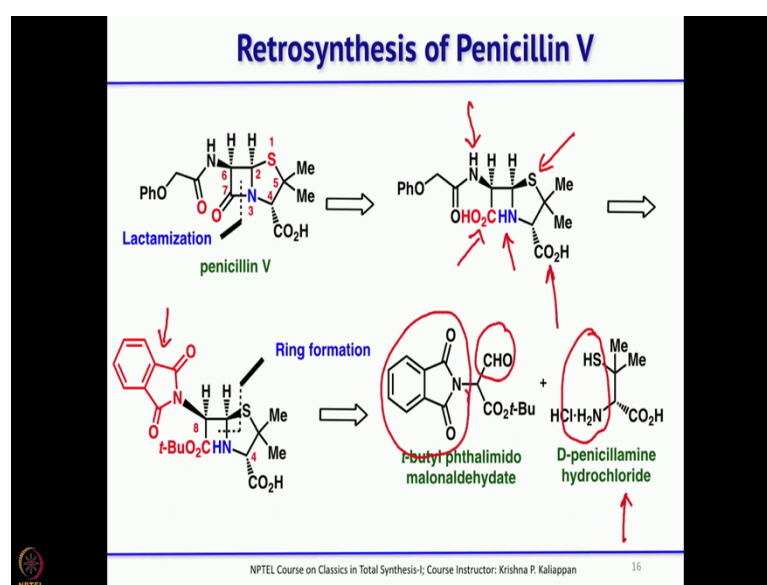 Retrosynthesis of Penicillin V
H H
H N S 1 Me
6 2 5
PhO 7 N 4 Me
O O 3
CO₂H
Lactamization
penicillin V
H H H
N S Me
PhO Me
O HO₂C HN
CO₂H
Ring formation
O
N H H S Me
O 8 Me
t-BuO₂C HN 4
CO₂H
O
CHO
N
CO₂t-Bu
O
t-butyl phthalimido
malonaldehydate
+
Me
HS Me
HCl·H₂N CO₂H
D-penicillamine
hydrochloride
NPTEL
NPTEL Course on Classics in Total Synthesis-I; Course Instructor: Krishna P. Kaliappan
16